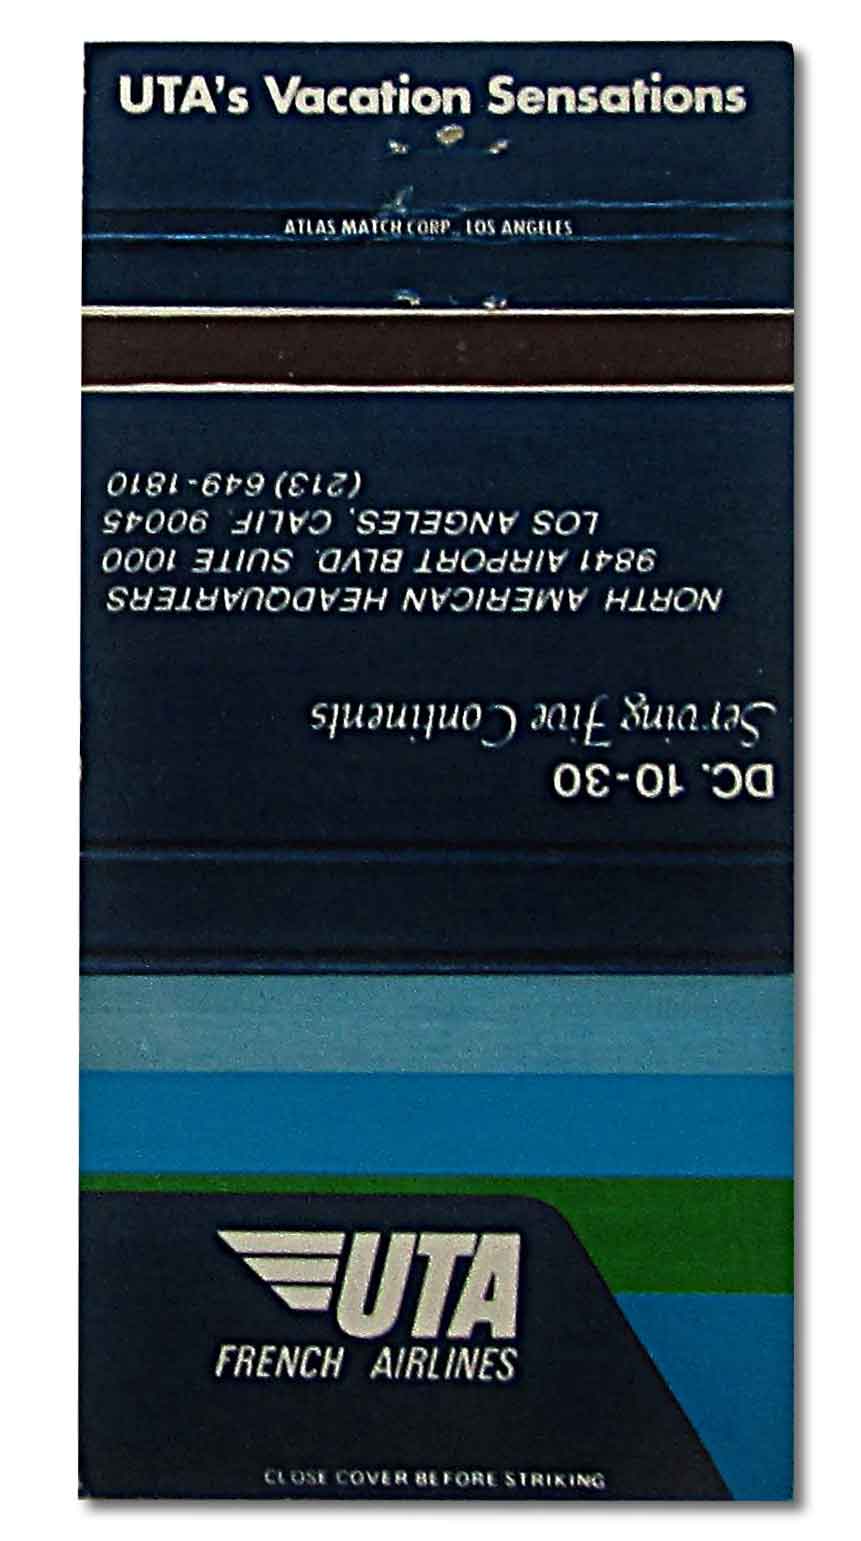 UTA's Vacation Sensations
ATLAS MATCH CORP., LOS ANGELES
DC. 10-30
Serving Five Continents
NORTH AMERICAN HEADQUARTERS
9841 AIRPORT BLVD. SUITE 1000
LOS ANGELES, CALIF. 90045
(213) 649-1810
UTA
FRENCH AIRLINES
CLOSE COVER BEFORE STRIKING